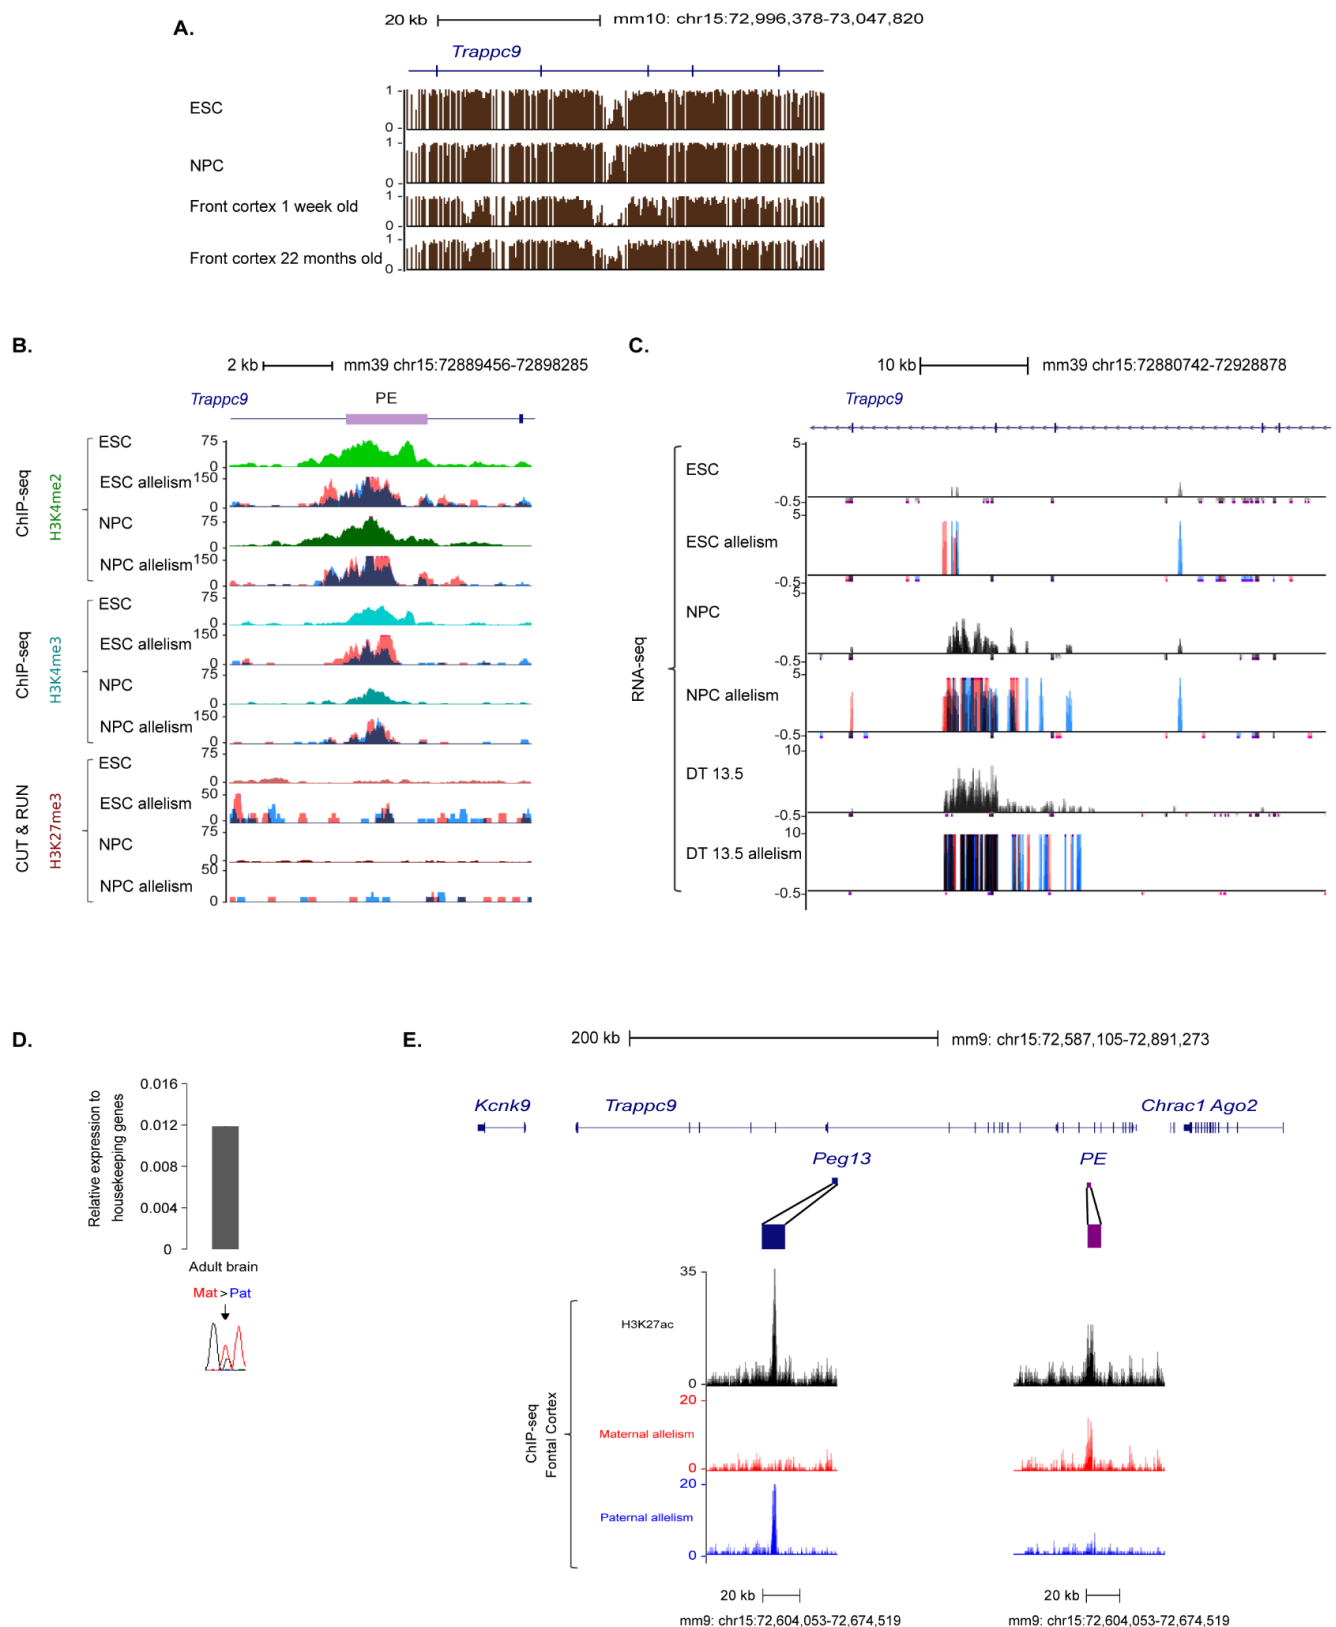 A.
20 kb
mm10: chr15:72,996,378-73,047,820
Trappc9
ESC
1
0
NPC
1
0
Front cortex 1 week old
1
0
Front cortex 22 months old
1
0
B.
2 kb
mm39 chr15:72889456-72898285
Trappc9
PE
ChIP-seq
H3K4me2
ESC
75
0
ESC allelism
150
0
NPC
75
0
NPC allelism
150
0
ChIP-seq
H3K4me3
ESC
75
0
ESC allelism
150
0
NPC
75
0
NPC allelism
150
0
CUT & RUN
H3K27me3
ESC
75
0
ESC allelism
50
0
NPC
75
0
NPC allelism
50
0
C.
10 kb
mm39 chr15:72880742-72928878
Trappc9
RNA-seq
ESC
5
-0.5
ESC allelism
5
-0.5
NPC
5
-0.5
NPC allelism
5
-0.5
DT 13.5
10
-0.5
DT 13.5 allelism
10
-0.5
D.
Relative expression to
housekeeping genes
0.016
0.012
0.008
0.004
0
Adult brain
Mat > Pat
E.
200 kb
mm9: chr15:72,587,105-72,891,273
Kcnk9
Trappc9
Chrac1 Ago2
Peg13
PE
ChIP-seq
Fontal Cortex
H3K27ac
35
0
Maternal allelism
20
0
Paternal allelism
20
0
20 kb
20 kb
mm9: chr15:72,604,053-72,674,519
mm9: chr15:72,604,053-72,674,519